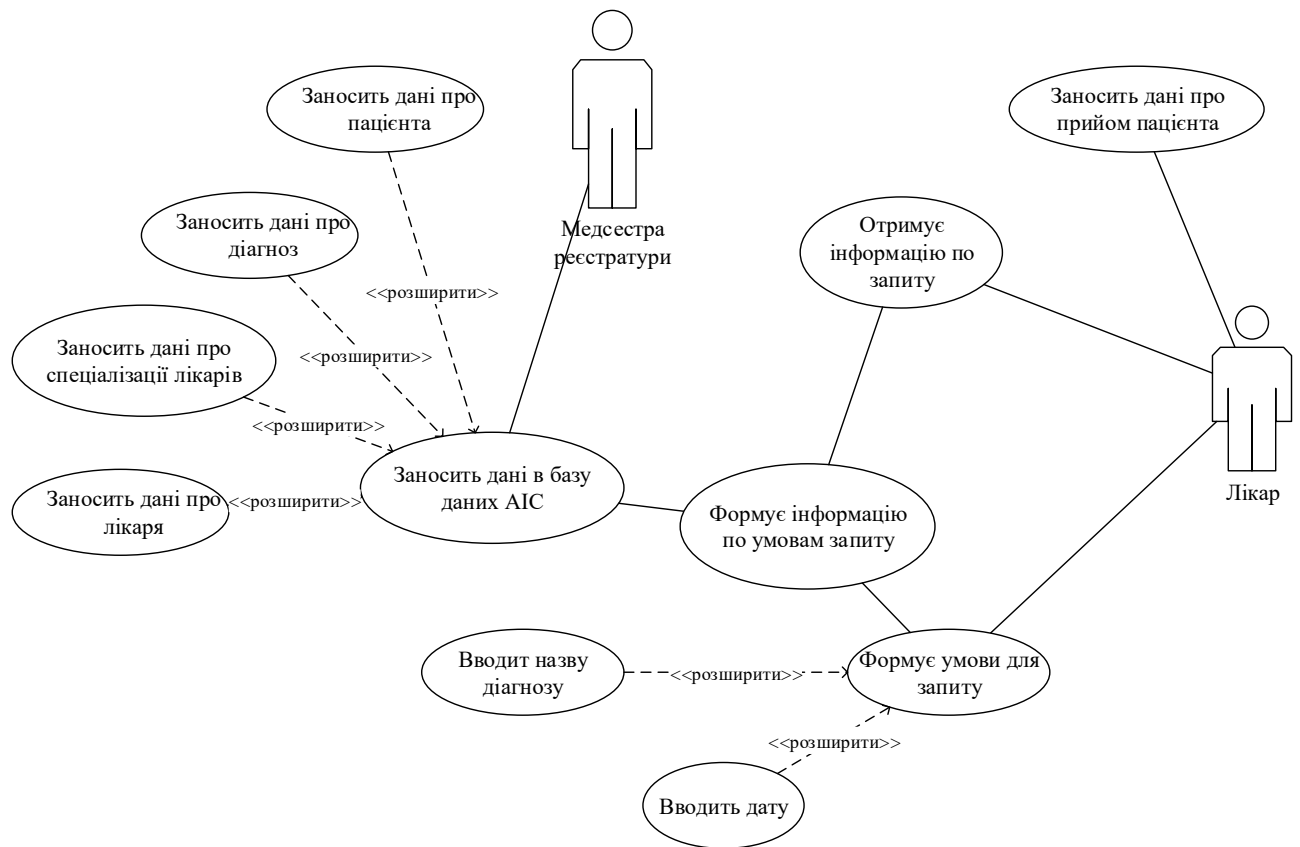 Заносить дані про
пацієнта
Заносить дані про
прийом пацієнта
Заносить дані про
діагноз
Медсестра
реєстратури
Отримує
інформацію по
запиту
<<розширити>>
Заносить дані про
спеціалізації лікарів
<<розширити>>
<<розширити>>
Заносить дані в базу
даних АІС
Лікар
Заносить дані про
лікаря
<<розширити>>
Формує інформацію
по умовам запиту
Вводит назву
діагнозу
<<розширити>>
Формує умови для
запиту
<<розширити>>
Вводить дату